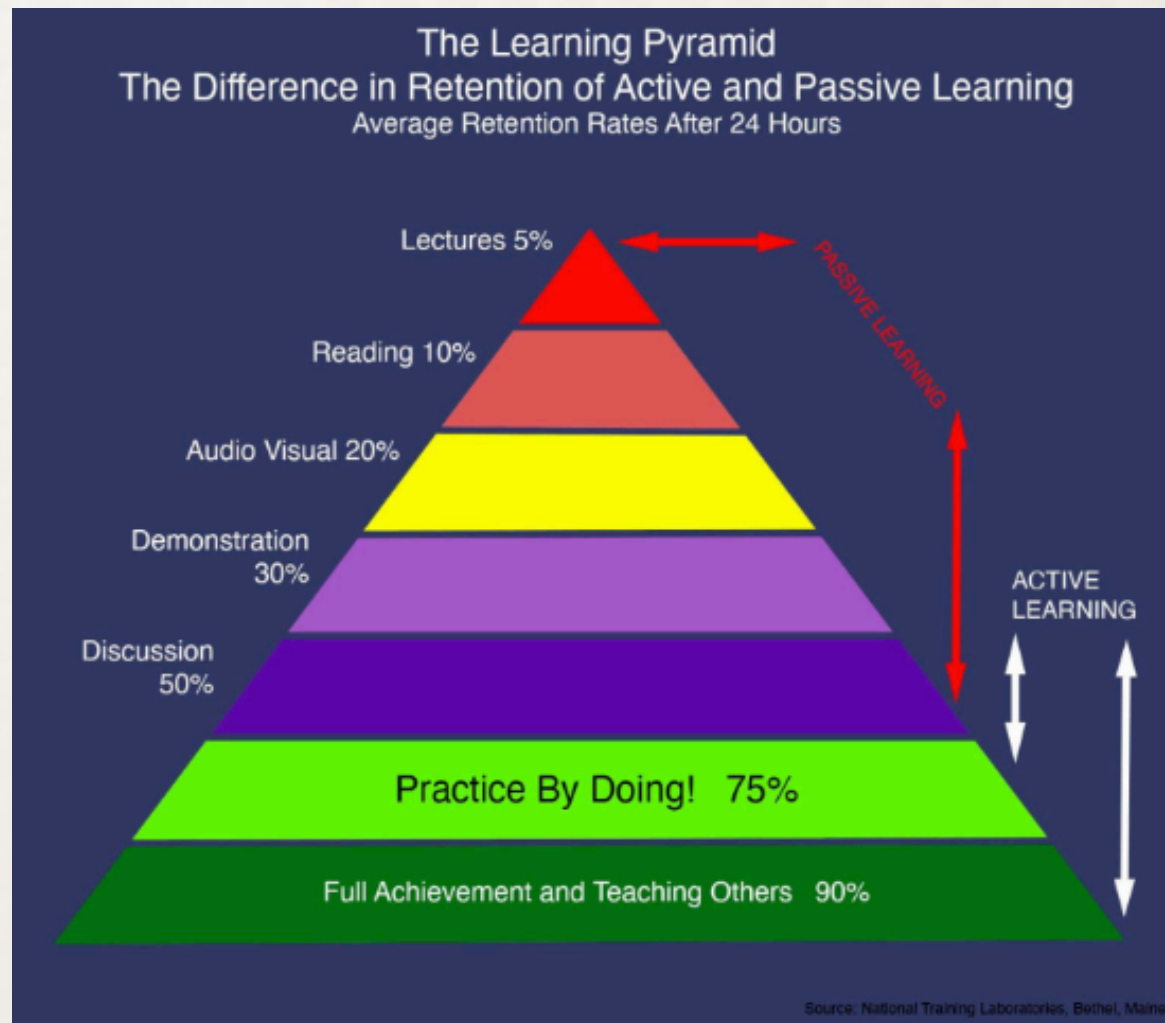 The Learning Pyramid
The Difference in Retention of Active and Passive Learning
Average Retention Rates After 24 Hours
Lectures 5%
PASSIVE LEARNING
Reading 10%
Audio Visual 20%
Demonstration
30%
ACTIVE
LEARNING
Discussion
50%
Practice By Doing! 75%
Full Achievement and Teaching Others 90%
Source: National Training Laboratories, Bethel, Maine